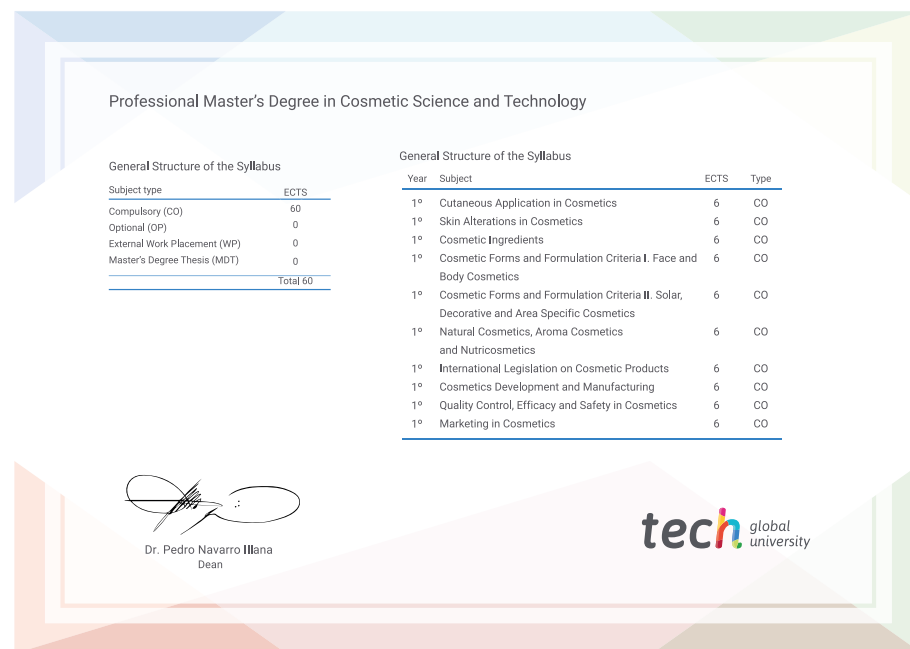 Professional Master's Degree in Cosmetic Science and Technology
General Structure of the Syllabus
Subject type ECTS
Compulsory (CO) 60
Optional (OP) 0
External Work Placement (WP) 0
Master's Degree Thesis (MDT) 0
Total 60
General Structure of the Syllabus
Year Subject ECTS Type
1º Cutaneous Application in Cosmetics 6 CO
1º Skin Alterations in Cosmetics 6 CO
1º Cosmetic Ingredients 6 CO
1º Cosmetic Forms and Formulation Criteria I. Face and 6 CO
Body Cosmetics
1º Cosmetic Forms and Formulation Criteria II. Solar, 6 CO
Decorative and Area Specific Cosmetics
1º Natural Cosmetics, Aroma Cosmetics 6 CO
and Nutricosmetics
1º International Legislation on Cosmetic Products 6 CO
1º Cosmetics Development and Manufacturing 6 CO
1º Quality Control, Efficacy and Safety in Cosmetics 6 CO
1º Marketing in Cosmetics 6 CO
Dr. Pedro Navarro Illana
Dean
tech global
university